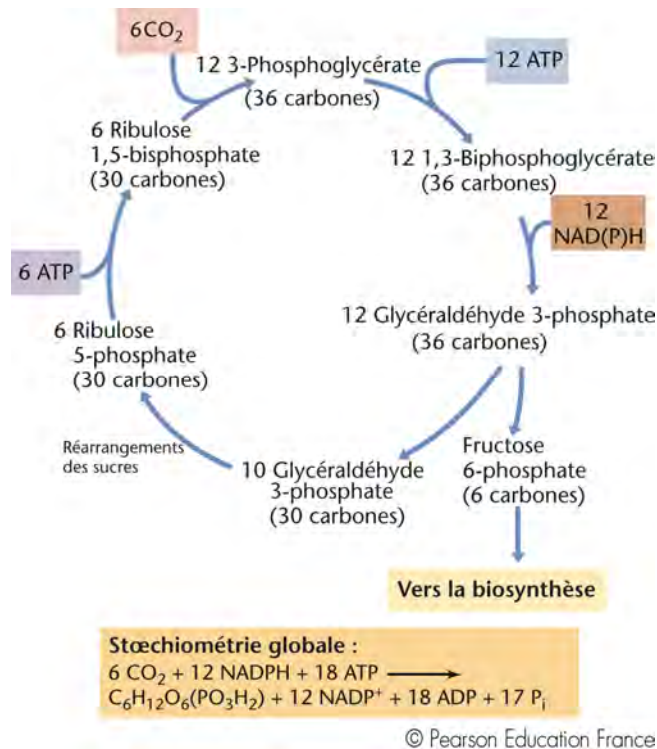 6CO₂
12 3-Phosphoglycérate
(36 carbones)
12 ATP
6 Ribulose
1,5-bisphosphate
(30 carbones)
12 1,3-Biphosphoglycérate
(36 carbones)
12
NAD(P)H
6 ATP
12 Glycéraldéhyde 3-phosphate
(36 carbones)
6 Ribulose
5-phosphate
(30 carbones)
Réarrangements
des sucres
10 Glycéraldéhyde
3-phosphate
(30 carbones)
Fructose
6-phosphate
(6 carbones)
Vers la biosynthèse
Stœchiométrie globale :
6 CO₂ + 12 NADPH + 18 ATP ⟶
C₆H₁₂O₆(PO₃H₂) + 12 NADP⁺ + 18 ADP + 17 Pᵢ
© Pearson Education France